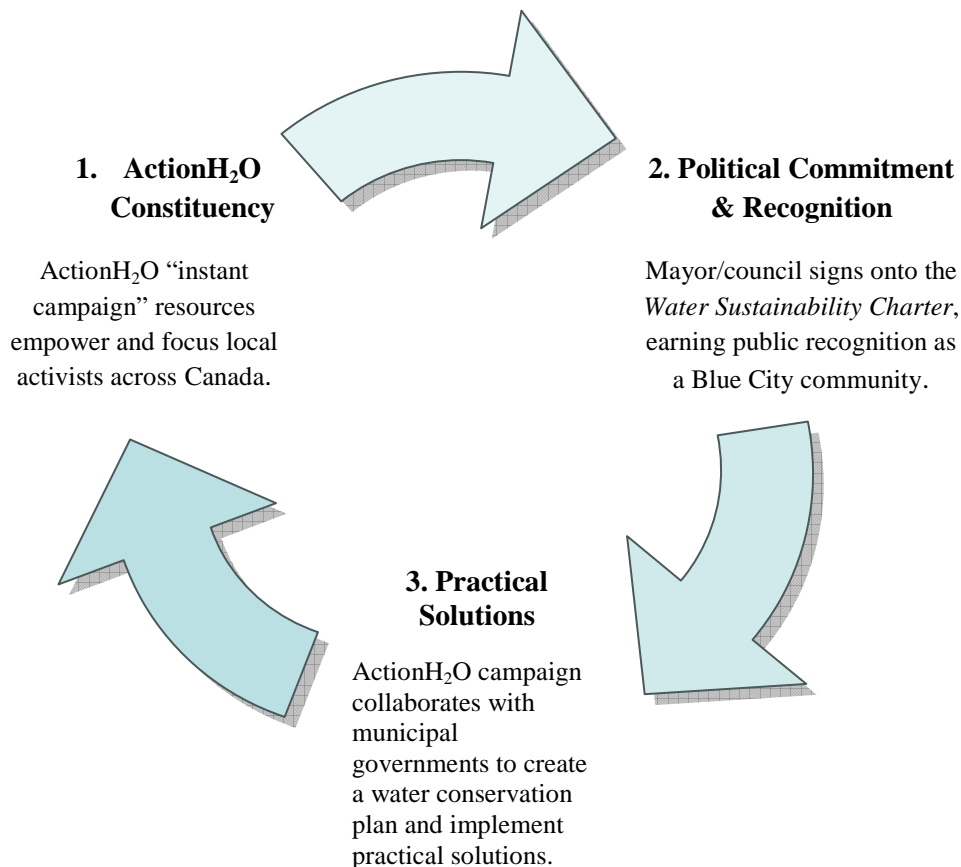 1. ActionH₂O
Constituency
ActionH₂O “instant
campaign” resources
empower and focus local
activists across Canada.
2. Political Commitment
& Recognition
Mayor/council signs onto the
Water Sustainability Charter,
earning public recognition as
a Blue City community.
3. Practical
Solutions
ActionH₂O campaign
collaborates with
municipal
governments to create
a water conservation
plan and implement
practical solutions.